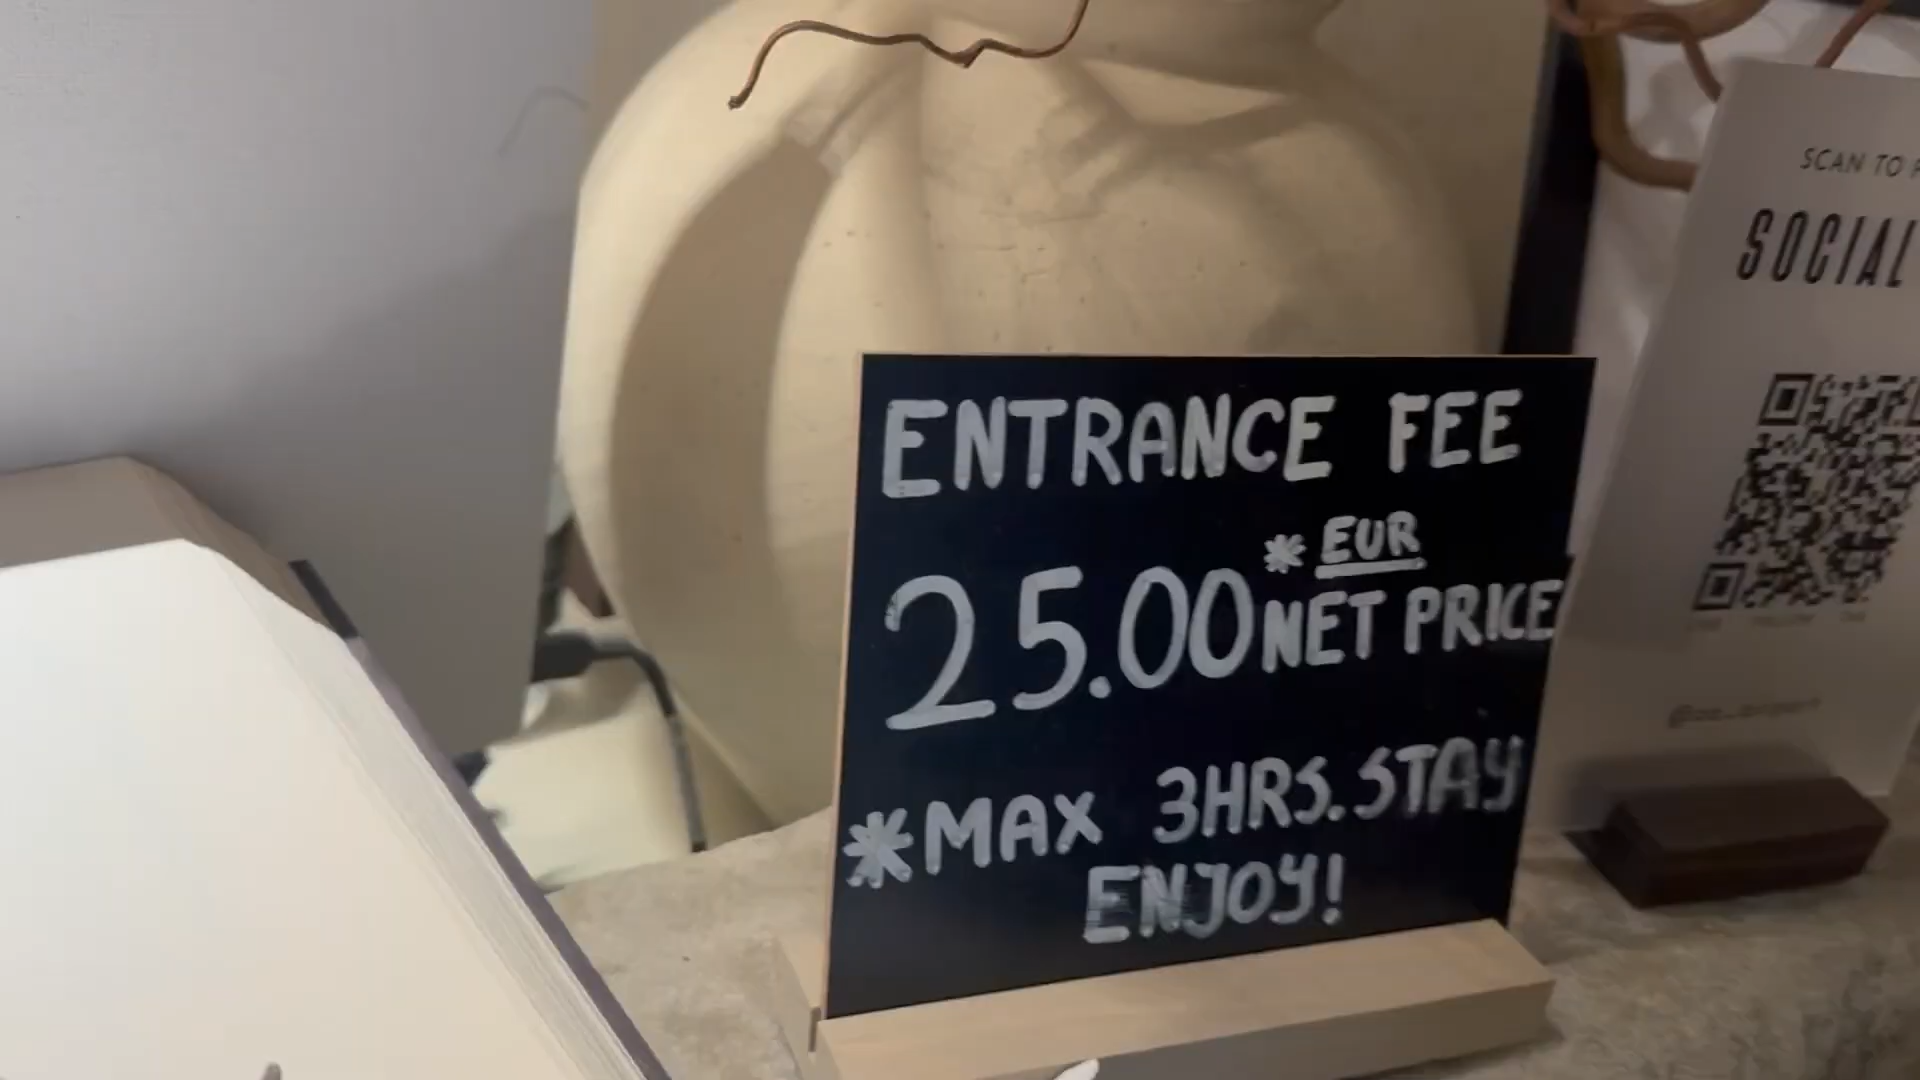 ENTRANCE FEE
* EUR
25.00 NET PRICE
*MAX 3HRS. STAY
ENJOY!
SCAN TO
SOCIAL